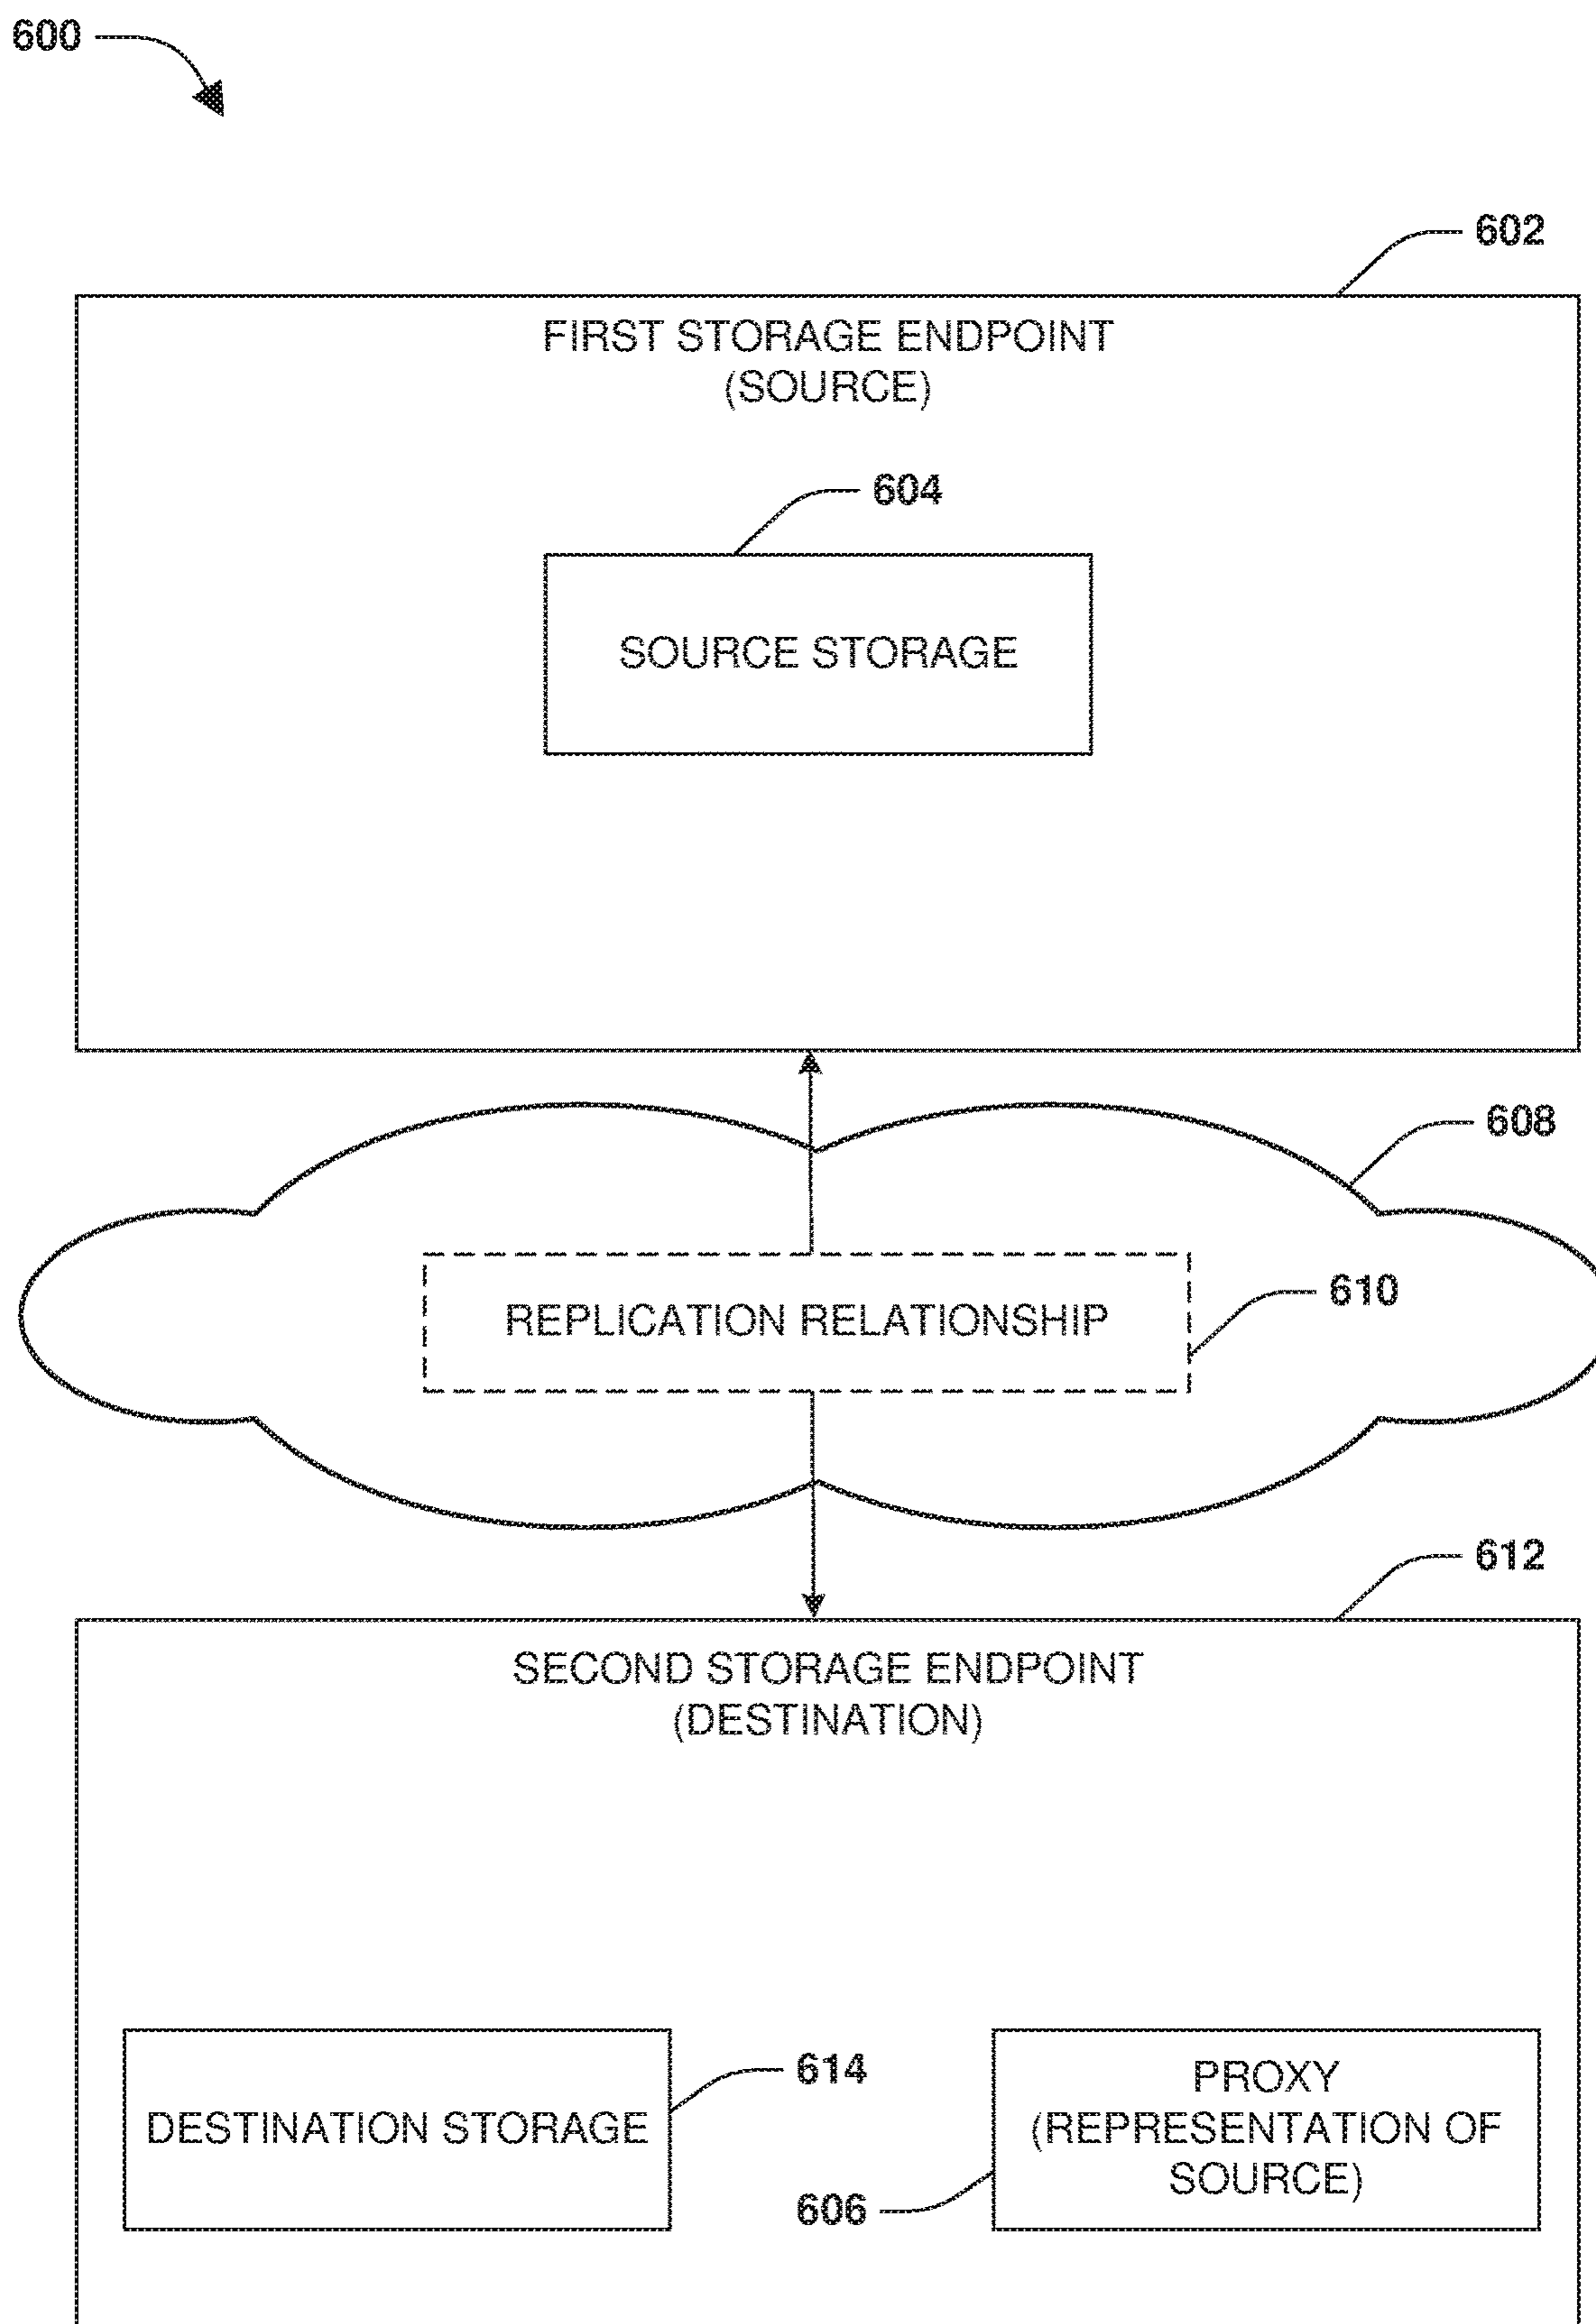 600
602
FIRST STORAGE ENDPOINT
(SOURCE)
604
SOURCE STORAGE
608
610
REPLICATION RELATIONSHIP
612
SECOND STORAGE ENDPOINT
(DESTINATION)
614
DESTINATION STORAGE
PROXY
(REPRESENTATION OF
SOURCE)
606